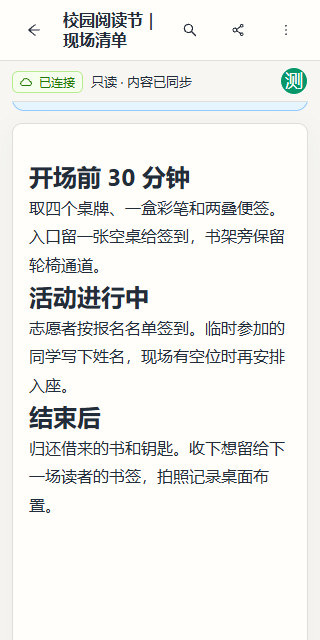 校园阅读节 |
现场清单
已连接
只读 · 内容已同步
测
开场前 30 分钟
取四个桌牌、一盒彩笔和两叠便签。
入口留一张空桌给签到，书架旁保留
轮椅通道。
活动进行中
志愿者按报名名单签到。临时参加的
同学写下姓名，现场有空位时再安排
入座。
结束后
归还借来的书和钥匙。收下想留给下
一场读者的书签，拍照记录桌面布
置。